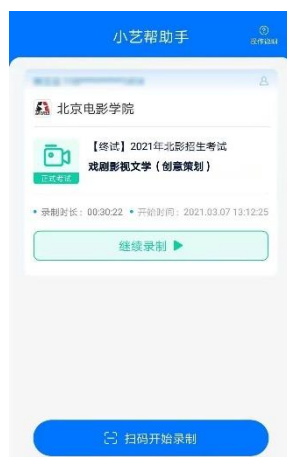 小艺帮助手
操作说明
北京电影学院
【终试】2021年北影招生考试
戏剧影视文学（创意策划）
正式考试
• 录制时长：00:30:22 • 开始时间：2021.03.07 13:12:25
继续录制 ▶
扫码开始录制